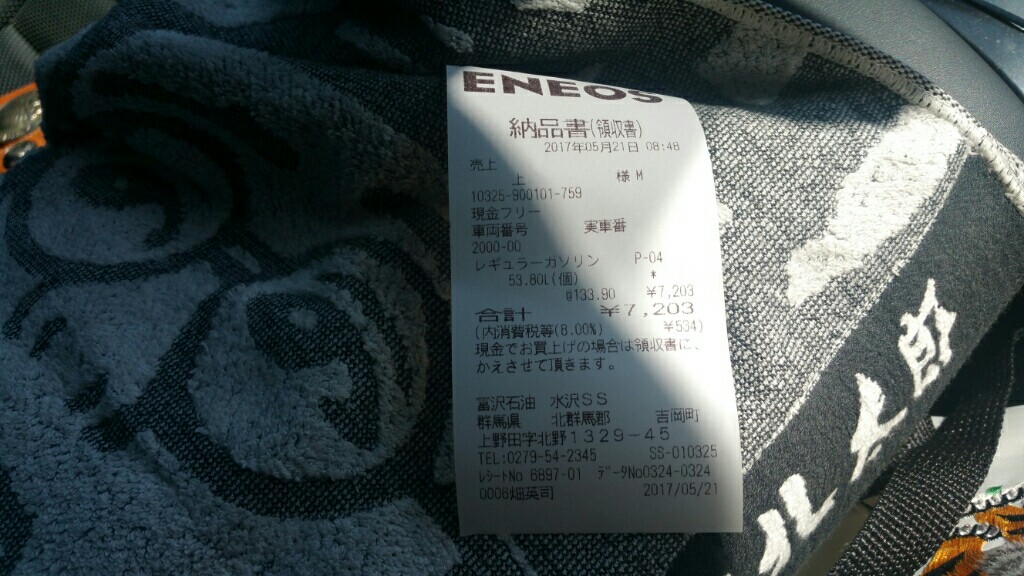 ENEOS
納品書(領収書)
2017年05月21日 08:48
売上
上 様 M
10325-900101-759
現金フリー
車両番号 実車番
2000-00
レギュラーガソリン P-04
53.80L(個) *
@133.90 ¥7,203
合計 ¥7,203
(内消費税等(8.00%) ¥534)
現金でお買上げの場合は領収書に、
かえさせて頂きます。
富沢石油 水沢SS
群馬県 北群馬郡 吉岡町
上野田字北野1329-45
TEL:0279-54-2345 SS-010325
レシートNo 6897-01 データNo0324-0324
0006畑英司 2017/05/21
ル太郎